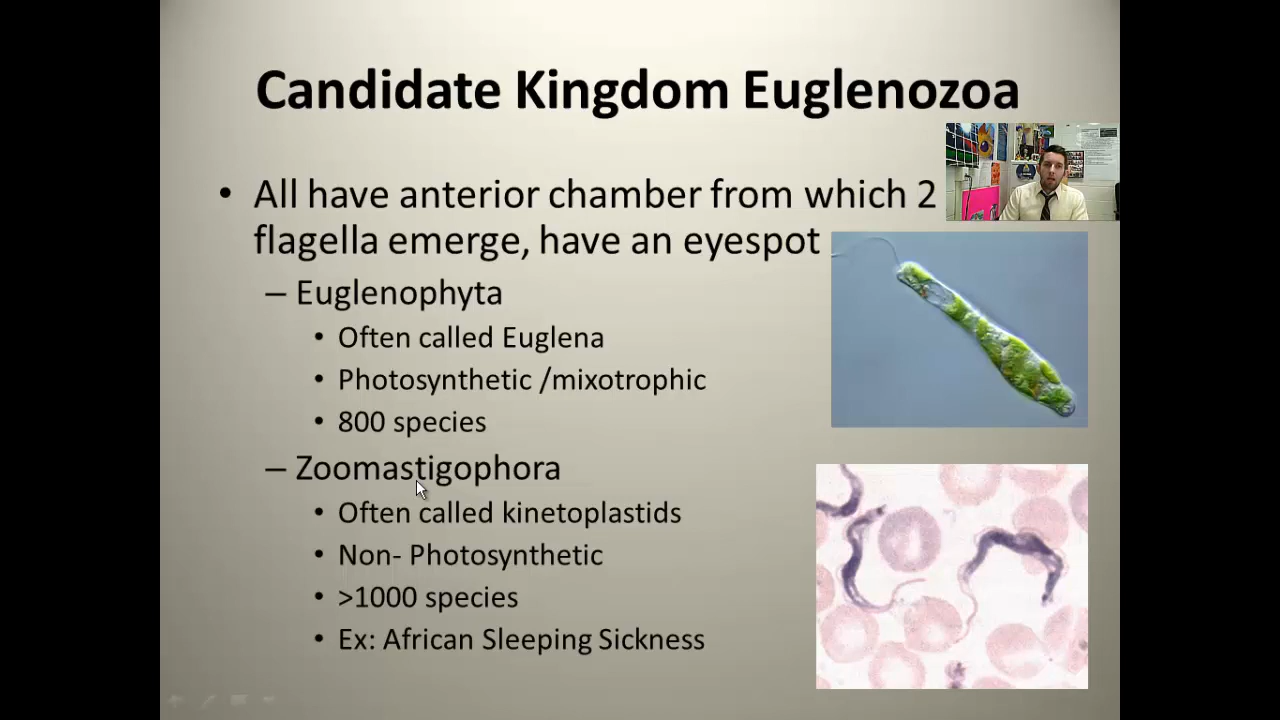 Candidate Kingdom Euglenozoa
• All have anterior chamber from which 2
flagella emerge, have an eyespot
– Euglenophyta
• Often called Euglena
• Photosynthetic /mixotrophic
• 800 species
– Zoomastigophora
• Often called kinetoplastids
• Non- Photosynthetic
• >1000 species
• Ex: African Sleeping Sickness